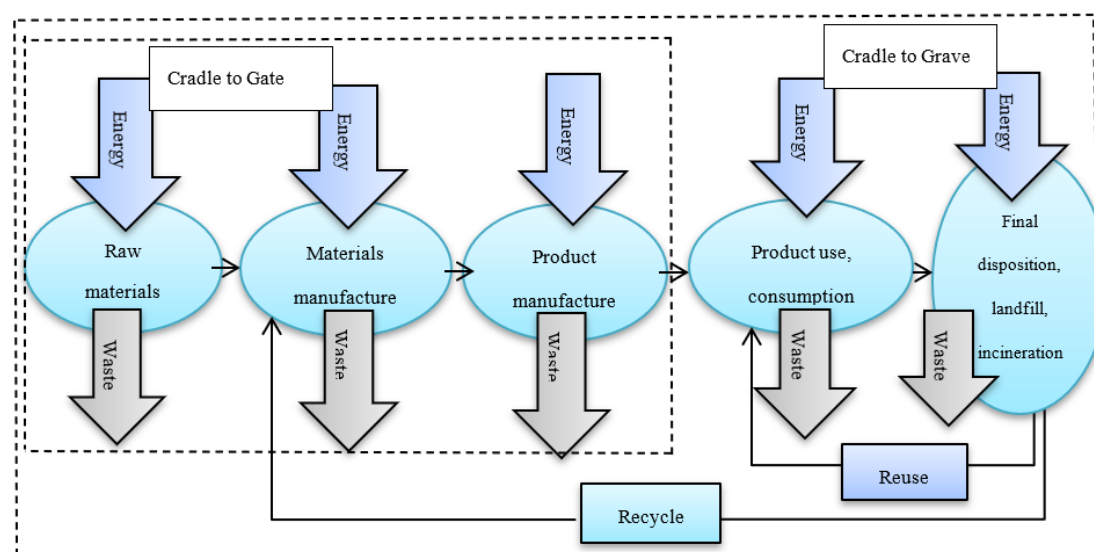 Cradle to Gate
Cradle to Grave
Energy
Energy
Energy
Energy
Energy
Raw
materials
Materials
manufacture
Product
manufacture
Product use,
consumption
Final
disposition,
landfill,
incineration
Waste
Waste
Waste
Waste
Waste
Reuse
Recycle